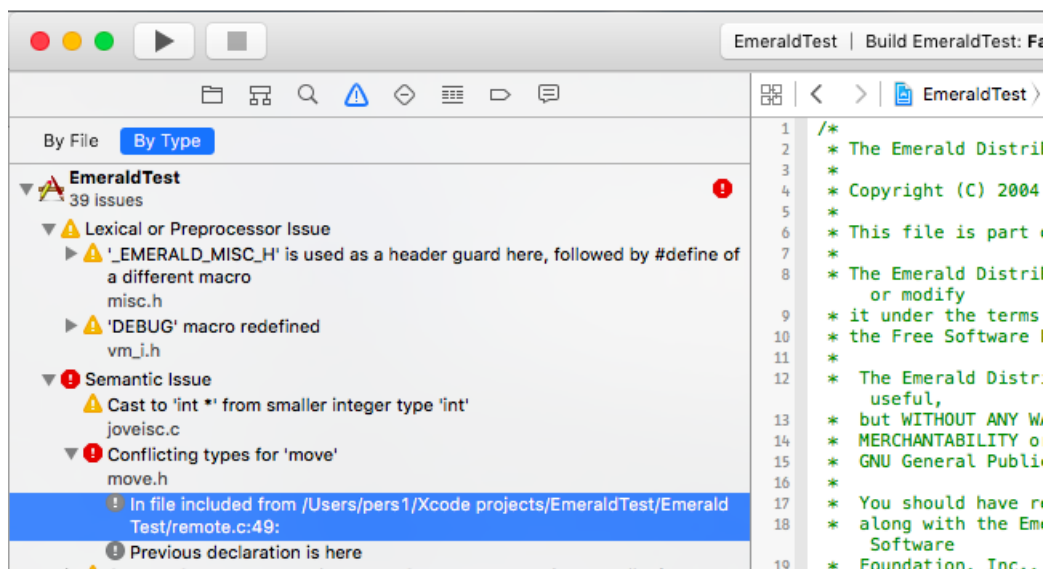 EmeraldTest | Build EmeraldTest: Fa
By File By Type
EmeraldTest
39 issues
Lexical or Preprocessor Issue
'_EMERALD_MISC_H' is used as a header guard here, followed by #define of
a different macro
misc.h
'DEBUG' macro redefined
vm_i.h
Semantic Issue
Cast to 'int *' from smaller integer type 'int'
joveisc.c
Conflicting types for 'move'
move.h
In file included from /Users/pers1/Xcode projects/EmeraldTest/Emerald
Test/remote.c:49:
Previous declaration is here
EmeraldTest
1 /*
2 * The Emerald Distri
3 *
4 * Copyright (C) 2004
5 *
6 * This file is part
7 *
8 * The Emerald Distri
or modify
9 * it under the terms
10 * the Free Software
11 *
12 * The Emerald Distr
useful,
13 * but WITHOUT ANY WA
14 * MERCHANTABILITY o
15 * GNU General Publi
16 *
17 * You should have re
18 * along with the Eme
Software
19 * Foundation, Inc.,